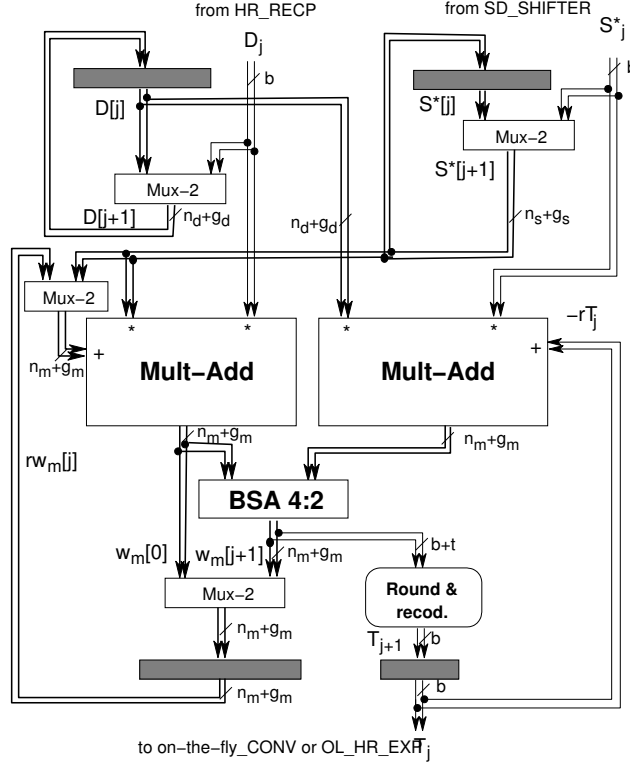 from HR_RECP
from SD_SHIFTER
D_j
S*_j
b
b
D[j]
S*[j]
Mux−2
S*[j+1]
Mux−2
D[j+1]
n_d+g_d
n_d+g_d
n_s+g_s
Mux−2
−rT_j
* *
* *
+
+
n_m+g_m
Mult−Add
Mult−Add
n_m+g_m
n_m+g_m
rw_m[j]
BSA 4:2
w_m[0]
w_m[j+1]
n_m+g_m
b+t
Mux−2
Round &
recod.
n_m+g_m
T_{j+1}
b
n_m+g_m
b
to on−the−fly_CONV or OL_HR_EXP
T_j